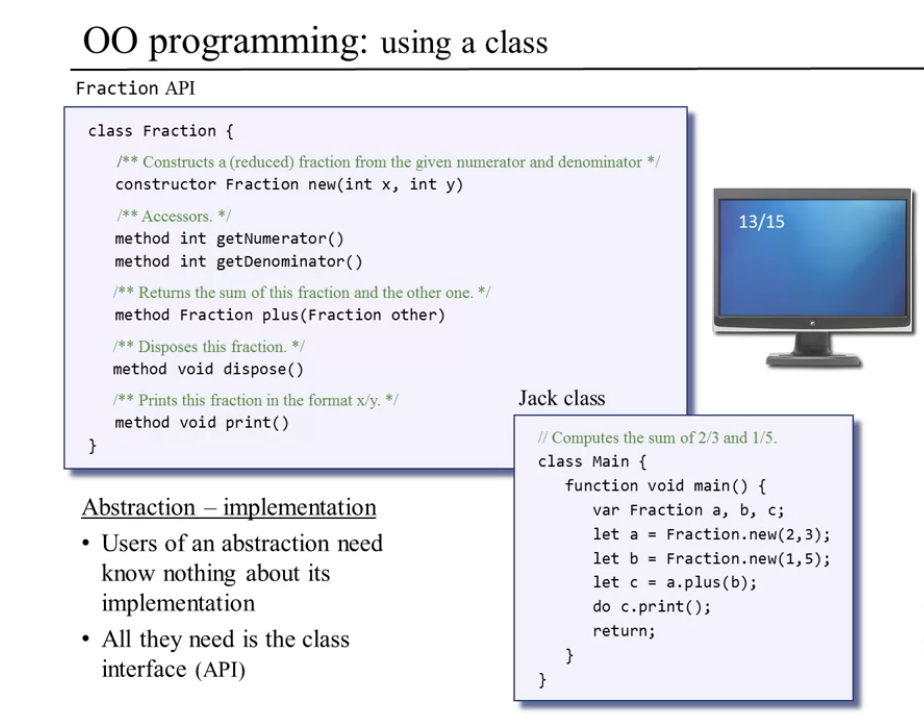 OO programming: using a class
Fraction API
class Fraction {
/** Constructs a (reduced) fraction from the given numerator and denominator */
constructor Fraction new(int x, int y)
/** Accessors. */
method int getNumerator()
method int getDenominator()
/** Returns the sum of this fraction and the other one. */
method Fraction plus(Fraction other)
/** Disposes this fraction. */
method void dispose()
/** Prints this fraction in the format x/y. */
method void print()
}
13/15
Jack class
// Computes the sum of 2/3 and 1/5.
class Main {
function void main() {
var Fraction a, b, c;
let a = Fraction.new(2,3);
let b = Fraction.new(1,5);
let c = a.plus(b);
do c.print();
return;
}
}
Abstraction – implementation
• Users of an abstraction need
know nothing about its
implementation
• All they need is the class
interface (API)